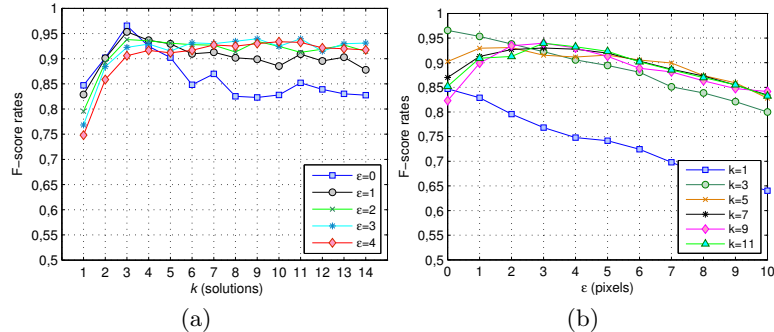 1
0,95
0,9
0,85
0,8
0,75
0,7
0,65
0,6
0,55
0,5
F-score rates
1 2 3 4 5 6 7 8 9 10 11 12 13 14
k (solutions)
ε=0
ε=1
ε=2
ε=3
ε=4
(a)
1
0,95
0,9
0,85
0,8
0,75
0,7
0,65
0,6
0,55
0,5
F-score rates
0 1 2 3 4 5 6 7 8 9 10
ε (pixels)
k=1
k=3
k=5
k=7
k=9
k=11
(b)